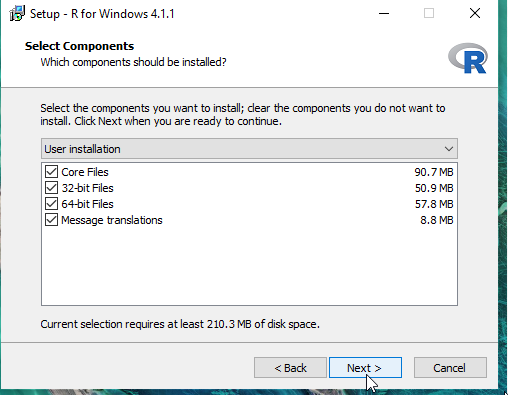 Setup - R for Windows 4.1.1
Select Components
Which components should be installed?
R
Select the components you want to install; clear the components you do not want to
install. Click Next when you are ready to continue.
User installation
Core Files 90.7 MB
32-bit Files 50.9 MB
64-bit Files 57.8 MB
Message translations 8.8 MB
Current selection requires at least 210.3 MB of disk space.
< Back Next > Cancel